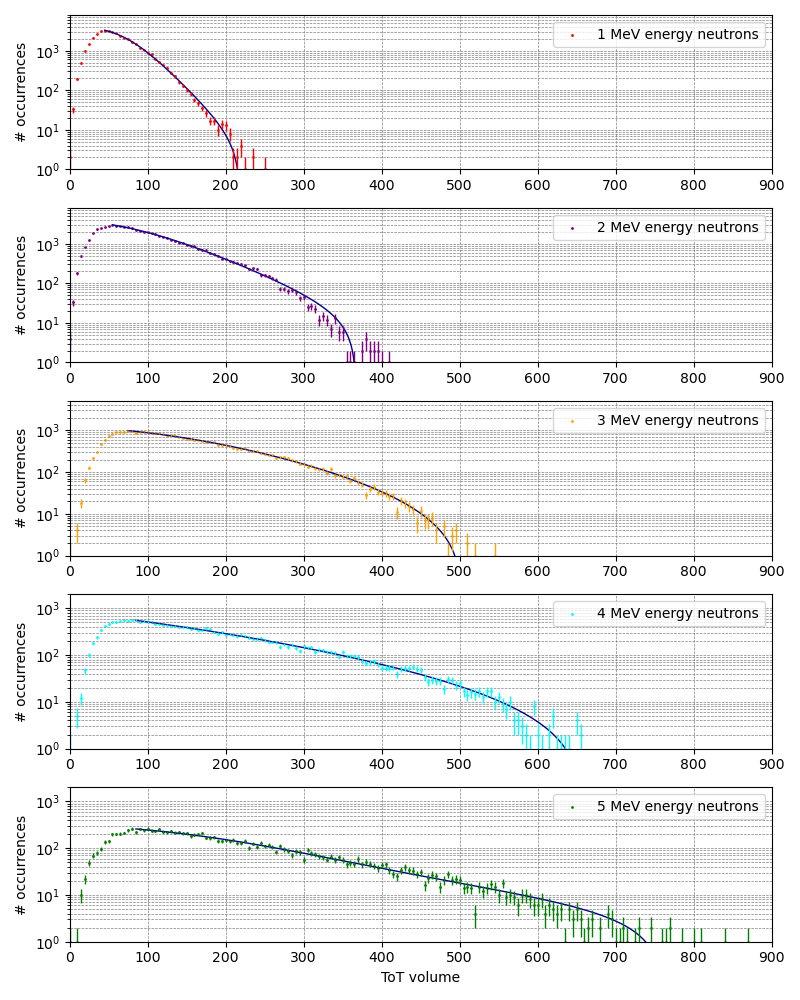 # occurrences
10³
10²
10¹
10⁰
1 MeV energy neutrons
0 100 200 300 400 500 600 700 800 900
# occurrences
10³
10²
10¹
10⁰
2 MeV energy neutrons
0 100 200 300 400 500 600 700 800 900
# occurrences
10³
10²
10¹
10⁰
3 MeV energy neutrons
0 100 200 300 400 500 600 700 800 900
# occurrences
10³
10²
10¹
10⁰
4 MeV energy neutrons
0 100 200 300 400 500 600 700 800 900
# occurrences
10³
10²
10¹
10⁰
5 MeV energy neutrons
0 100 200 300 400 500 600 700 800 900
ToT volume